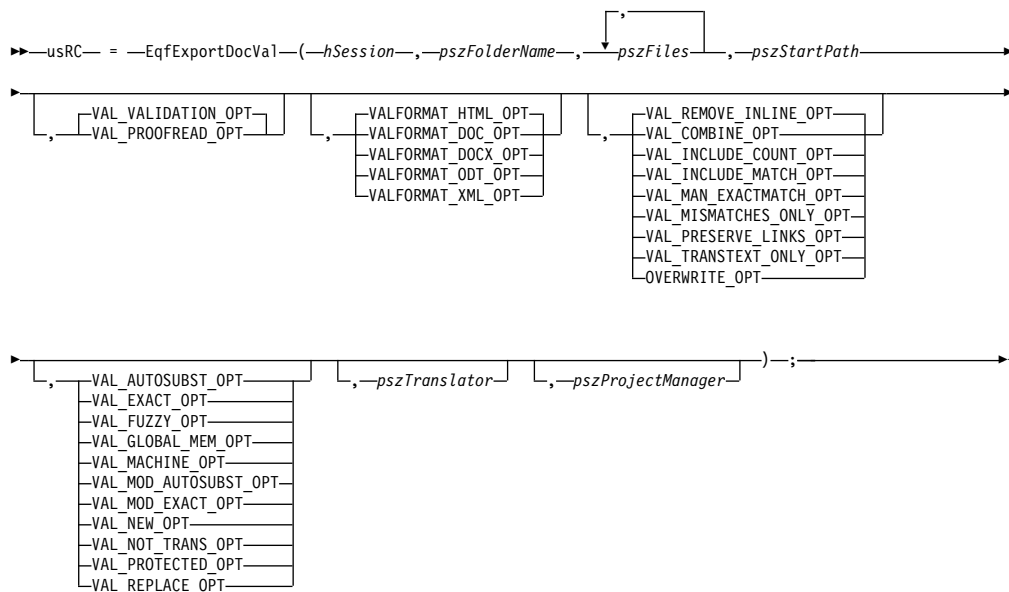 ,
usRC = EqfExportDocVal ( hSession , pszFolderName , pszFiles , pszStartPath
, VAL_VALIDATION_OPT , VALFORMAT_HTML_OPT , VAL_REMOVE_INLINE_OPT
VAL_PROOFREAD_OPT VALFORMAT_DOC_OPT VAL_COMBINE_OPT
VALFORMAT_DOCX_OPT VAL_INCLUDE_COUNT_OPT
VALFORMAT_ODT_OPT VAL_INCLUDE_MATCH_OPT
VALFORMAT_XML_OPT VAL_MAN_EXACTMATCH_OPT
VAL_MISMATCHES_ONLY_OPT
VAL_PRESERVE_LINKS_OPT
VAL_TRANSTEXT_ONLY_OPT
OVERWRITE_OPT
, VAL_AUTOSUBST_OPT , pszTranslator , pszProjectManager ) ;
VAL_EXACT_OPT
VAL_FUZZY_OPT
VAL_GLOBAL_MEM_OPT
VAL_MACHINE_OPT
VAL_MOD_AUTOSUBST_OPT
VAL_MOD_EXACT_OPT
VAL_NEW_OPT
VAL_NOT_TRANS_OPT
VAL_PROTECTED_OPT
VAL_REPLACE_OPT